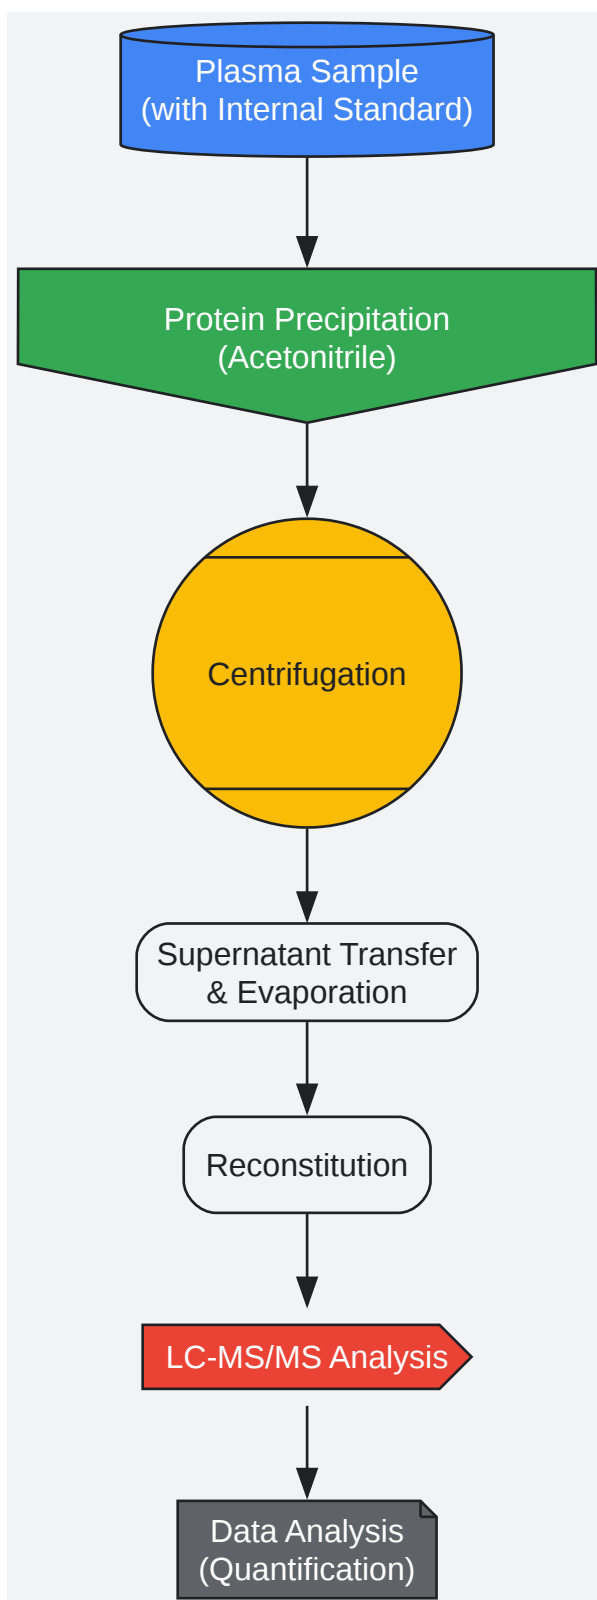 Plasma Sample
(with Internal Standard)
Protein Precipitation
(Acetonitrile)
Centrifugation
Supernatant Transfer
& Evaporation
Reconstitution
LC-MS/MS Analysis
Data Analysis
(Quantification)